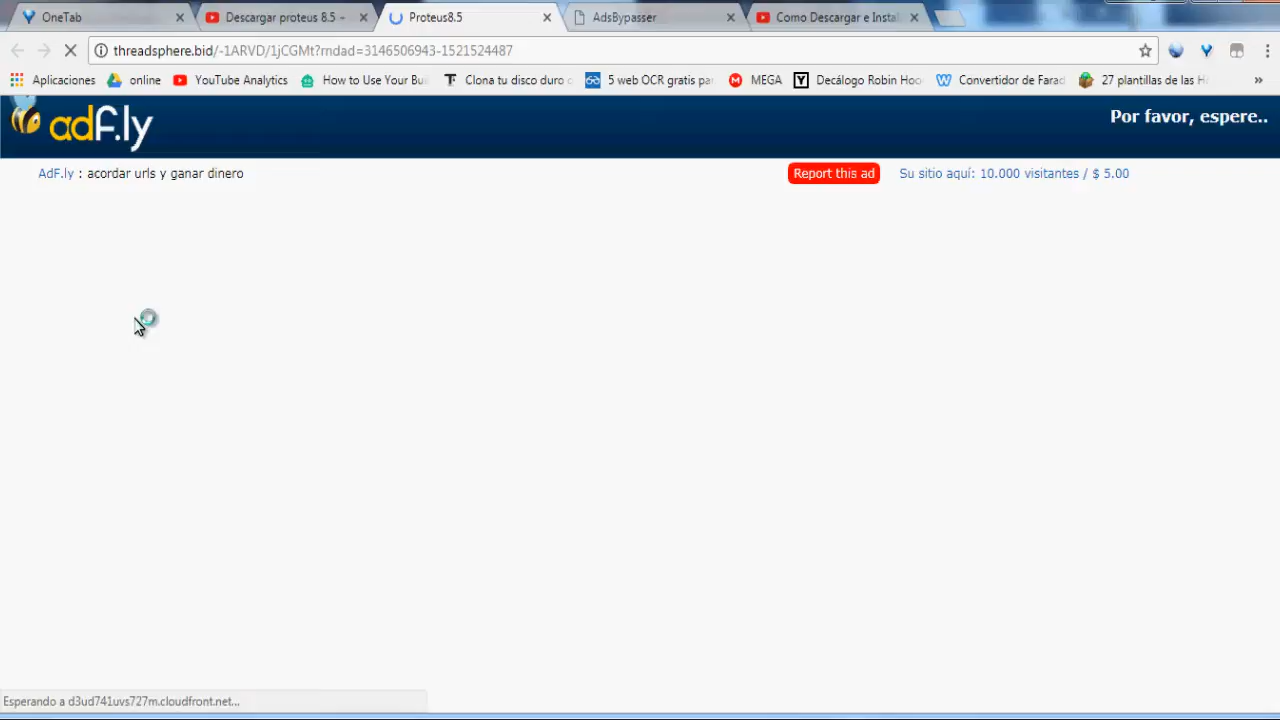 OneTab
Descargar proteus 8.5 -
Proteus8.5
AdsBypasser
Como Descargar e Instal
threadsphere.bid/-1ARVD/1jCGMt?rndad=3146506943-1521524487
Aplicaciones
online
YouTube Analytics
How to Use Your Bu
Clona tu disco duro c
5 web OCR gratis pa
MEGA
Decálogo Robin Hoo
Convertidor de Farad
27 plantillas de las He
adf.ly
Por favor, espere..
AdF.ly : acordar urls y ganar dinero
Report this ad
Su sitio aquí: 10.000 visitantes / $ 5.00
Esperando a d3ud741uvs727m.cloudfront.net...